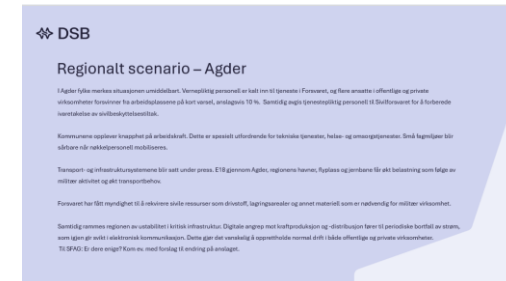 DSB
Regionalt scenario – Agder
I Agder fylke merkes situasjonen umiddelbart. Vernepliktig personell er kalt inn til tjeneste i Forsvaret, og flere ansatte i offentlige og private
virksomheter forsvinner fra arbeidsplassene på kort varsel, anslagsvis 10 %. Samtidig avgis tjenestepliktig personell til Sivilforsvaret for å forberede
ivaretakelse av sivilbeskyttelsestiltak.
Kommunene opplever knapphet på arbeidskraft. Dette er spesielt utfordrende for tekniske tjenester, helse- og omsorgstjenester. Små fagmiljøer blir
sårbare når nøkkelpersonell mobiliseres.
Transport- og infrastruktursystemene blir satt under press. E18 gjennom Agder, regionens havner, flyplass og jernbane får økt belastning som følge av
militær aktivitet og økt transportbehov.
Forsvaret har fått myndighet til å rekvirere sivile ressurser som drivstoff, lagringsarealer og annet materiell som er nødvendig for militær virksomhet.
Samtidig rammes regionen av ustabilitet i kritisk infrastruktur. Digitale angrep mot kraftproduksjon og -distribusjon fører til periodiske bortfall av strøm,
som igjen gir svikt i elektronisk kommunikasjon. Dette gjør det vanskelig å opprettholde normal drift i både offentlige og private virksomheter.
Til SFAG: Er dere enige? Kom ev. med forslag til endring på anslaget.